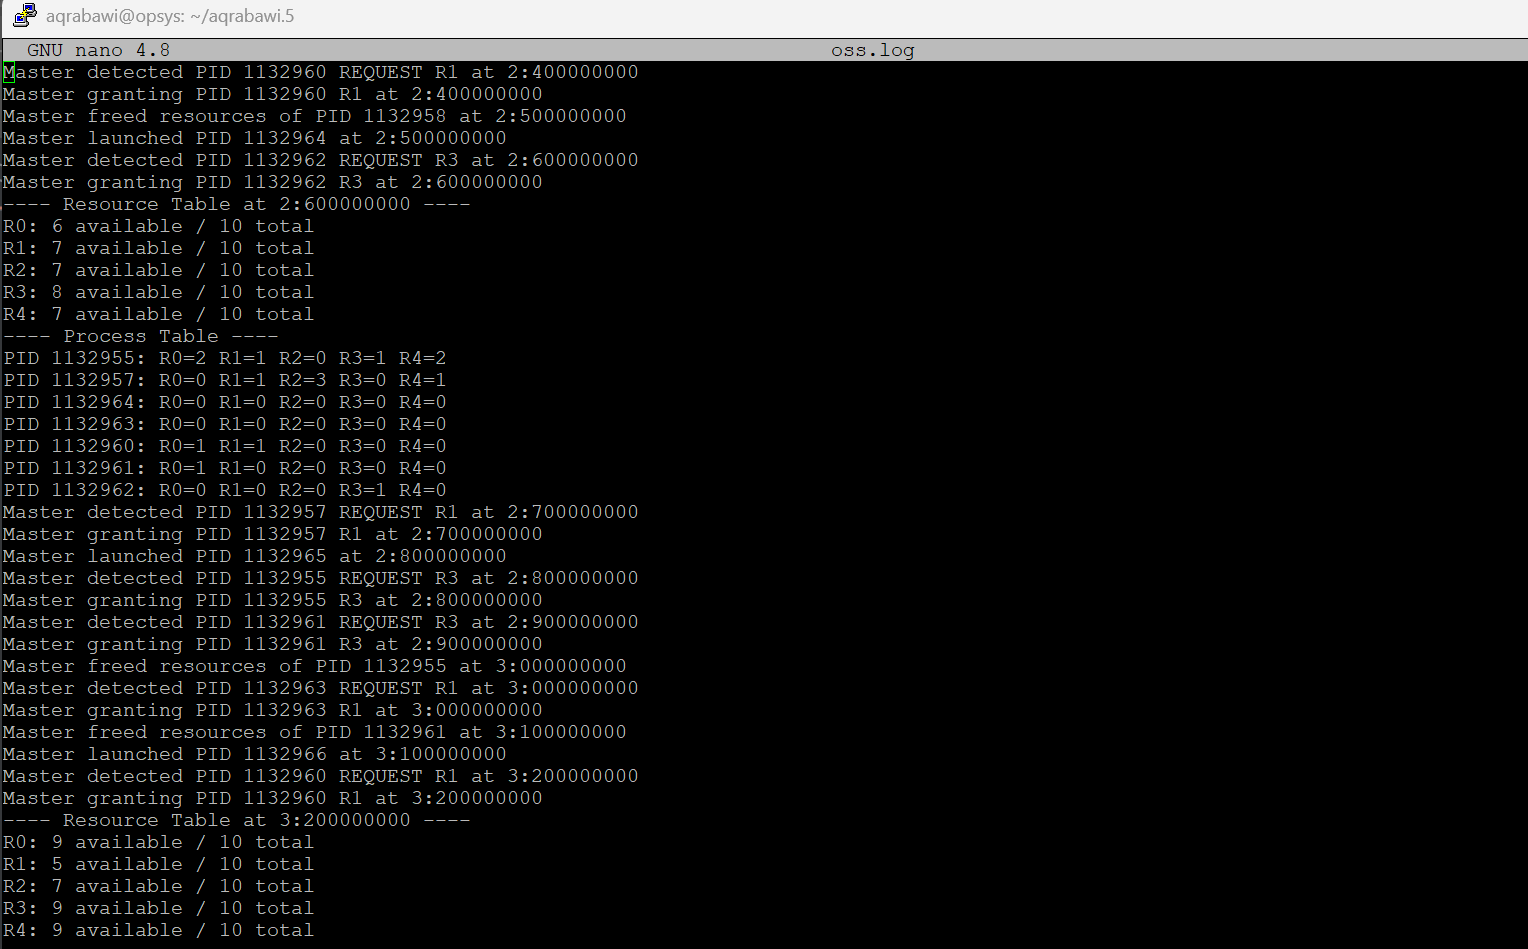 aqrabawi@opsys: ~/aqrabawi.5
GNU nano 4.8 oss.log
Master detected PID 1132960 REQUEST R1 at 2:400000000
Master granting PID 1132960 R1 at 2:400000000
Master freed resources of PID 1132958 at 2:500000000
Master launched PID 1132964 at 2:500000000
Master detected PID 1132962 REQUEST R3 at 2:600000000
Master granting PID 1132962 R3 at 2:600000000
---- Resource Table at 2:600000000 ----
R0: 6 available / 10 total
R1: 7 available / 10 total
R2: 7 available / 10 total
R3: 8 available / 10 total
R4: 7 available / 10 total
---- Process Table ----
PID 1132955: R0=2 R1=1 R2=0 R3=1 R4=2
PID 1132957: R0=0 R1=1 R2=3 R3=0 R4=1
PID 1132964: R0=0 R1=0 R2=0 R3=0 R4=0
PID 1132963: R0=0 R1=0 R2=0 R3=0 R4=0
PID 1132960: R0=1 R1=1 R2=0 R3=0 R4=0
PID 1132961: R0=1 R1=0 R2=0 R3=0 R4=0
PID 1132962: R0=0 R1=0 R2=0 R3=1 R4=0
Master detected PID 1132957 REQUEST R1 at 2:700000000
Master granting PID 1132957 R1 at 2:700000000
Master launched PID 1132965 at 2:800000000
Master detected PID 1132955 REQUEST R3 at 2:800000000
Master granting PID 1132955 R3 at 2:800000000
Master detected PID 1132961 REQUEST R3 at 2:900000000
Master granting PID 1132961 R3 at 2:900000000
Master freed resources of PID 1132955 at 3:000000000
Master detected PID 1132963 REQUEST R1 at 3:000000000
Master granting PID 1132963 R1 at 3:000000000
Master freed resources of PID 1132961 at 3:100000000
Master launched PID 1132966 at 3:100000000
Master detected PID 1132960 REQUEST R1 at 3:200000000
Master granting PID 1132960 R1 at 3:200000000
---- Resource Table at 3:200000000 ----
R0: 9 available / 10 total
R1: 5 available / 10 total
R2: 7 available / 10 total
R3: 9 available / 10 total
R4: 9 available / 10 total